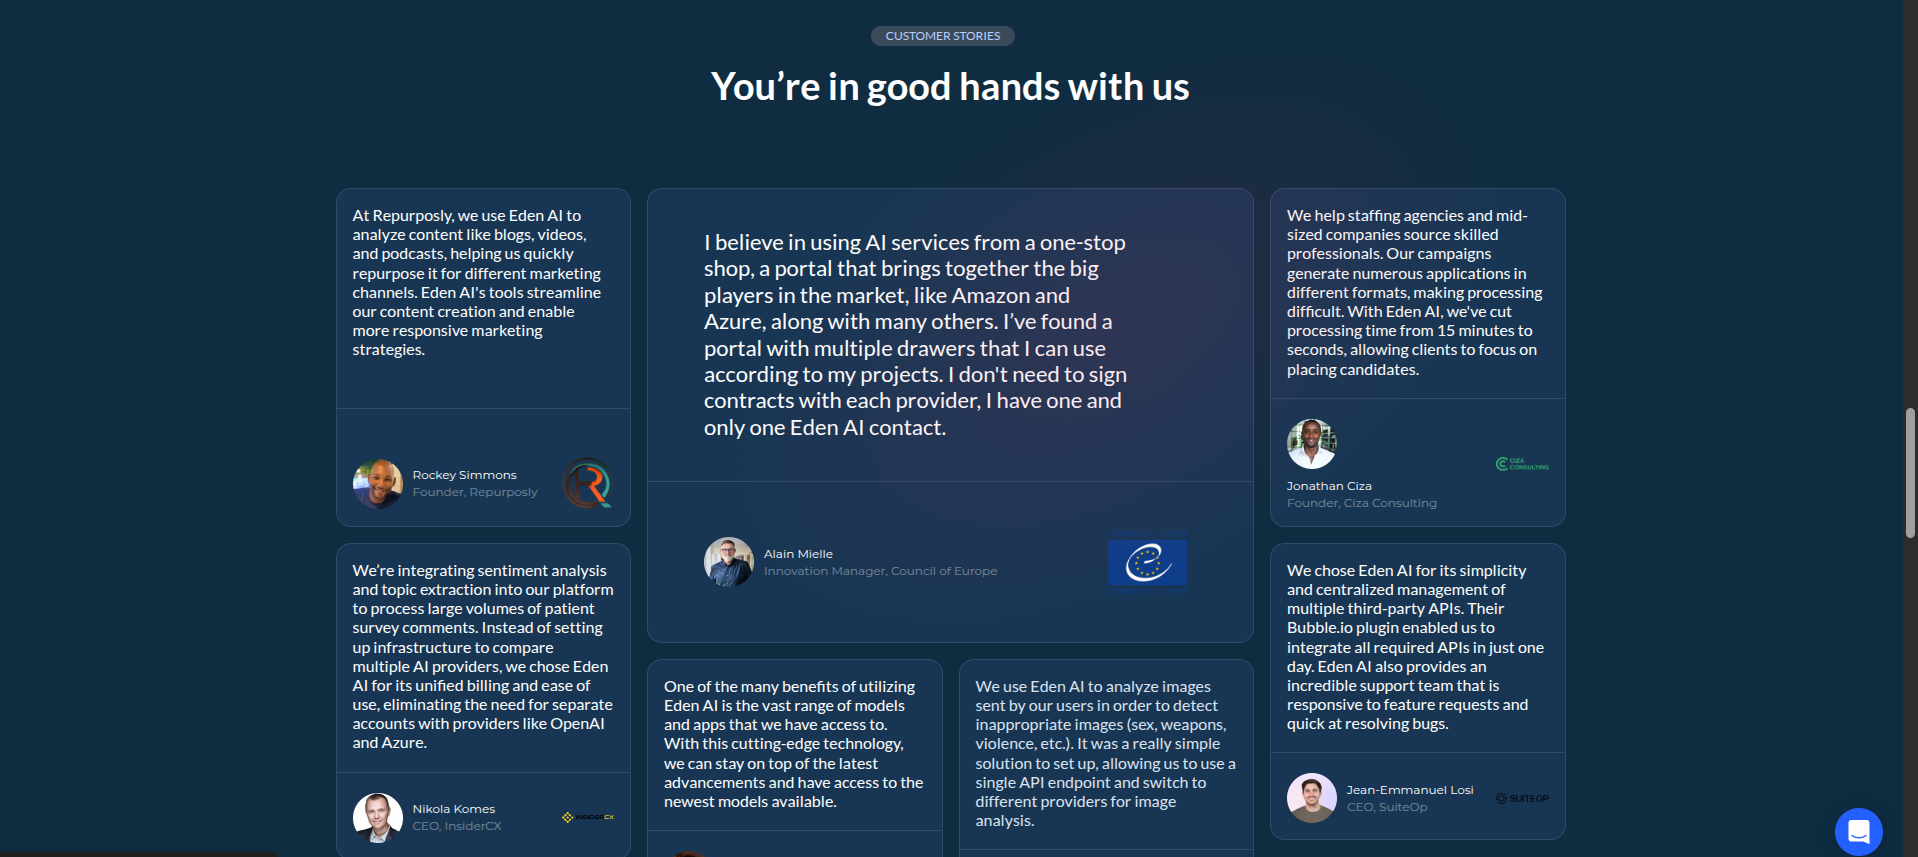 CUSTOMER STORIES
You’re in good hands with us
At Repurposly, we use Eden AI to
analyze content like blogs, videos,
and podcasts, helping us quickly
repurpose it for different marketing
channels. Eden AI's tools streamline
our content creation and enable
more responsive marketing
strategies.
Rockey Simmons
Founder, Repurposly
I believe in using AI services from a one-stop
shop, a portal that brings together the big
players in the market, like Amazon and
Azure, along with many others. I’ve found a
portal with multiple drawers that I can use
according to my projects. I don't need to sign
contracts with each provider, I have one and
only one Eden AI contact.
Alain Mielle
Innovation Manager, Council of Europe
We help staffing agencies and mid-
sized companies source skilled
professionals. Our campaigns
generate numerous applications in
different formats, making processing
difficult. With Eden AI, we've cut
processing time from 15 minutes to
seconds, allowing clients to focus on
placing candidates.
Jonathan Ciza
Founder, Ciza Consulting
CIZA
CONSULTING
We’re integrating sentiment analysis
and topic extraction into our platform
to process large volumes of patient
survey comments. Instead of setting
up infrastructure to compare
multiple AI providers, we chose Eden
AI for its unified billing and ease of
use, eliminating the need for separate
accounts with providers like OpenAI
and Azure.
Nikola Komes
CEO, InsiderCX
INSIDERCX
One of the many benefits of utilizing
Eden AI is the vast range of models
and apps that we have access to.
With this cutting-edge technology,
we can stay on top of the latest
advancements and have access to the
newest models available.
We use Eden AI to analyze images
sent by our users in order to detect
inappropriate images (sex, weapons,
violence, etc.). It was a really simple
solution to set up, allowing us to use a
single API endpoint and switch to
different providers for image
analysis.
We chose Eden AI for its simplicity
and centralized management of
multiple third-party APIs. Their
Bubble.io plugin enabled us to
integrate all required APIs in just one
day. Eden AI also provides an
incredible support team that is
responsive to feature requests and
quick at resolving bugs.
Jean-Emmanuel Losi
CEO, SuiteOp
SUITEOP